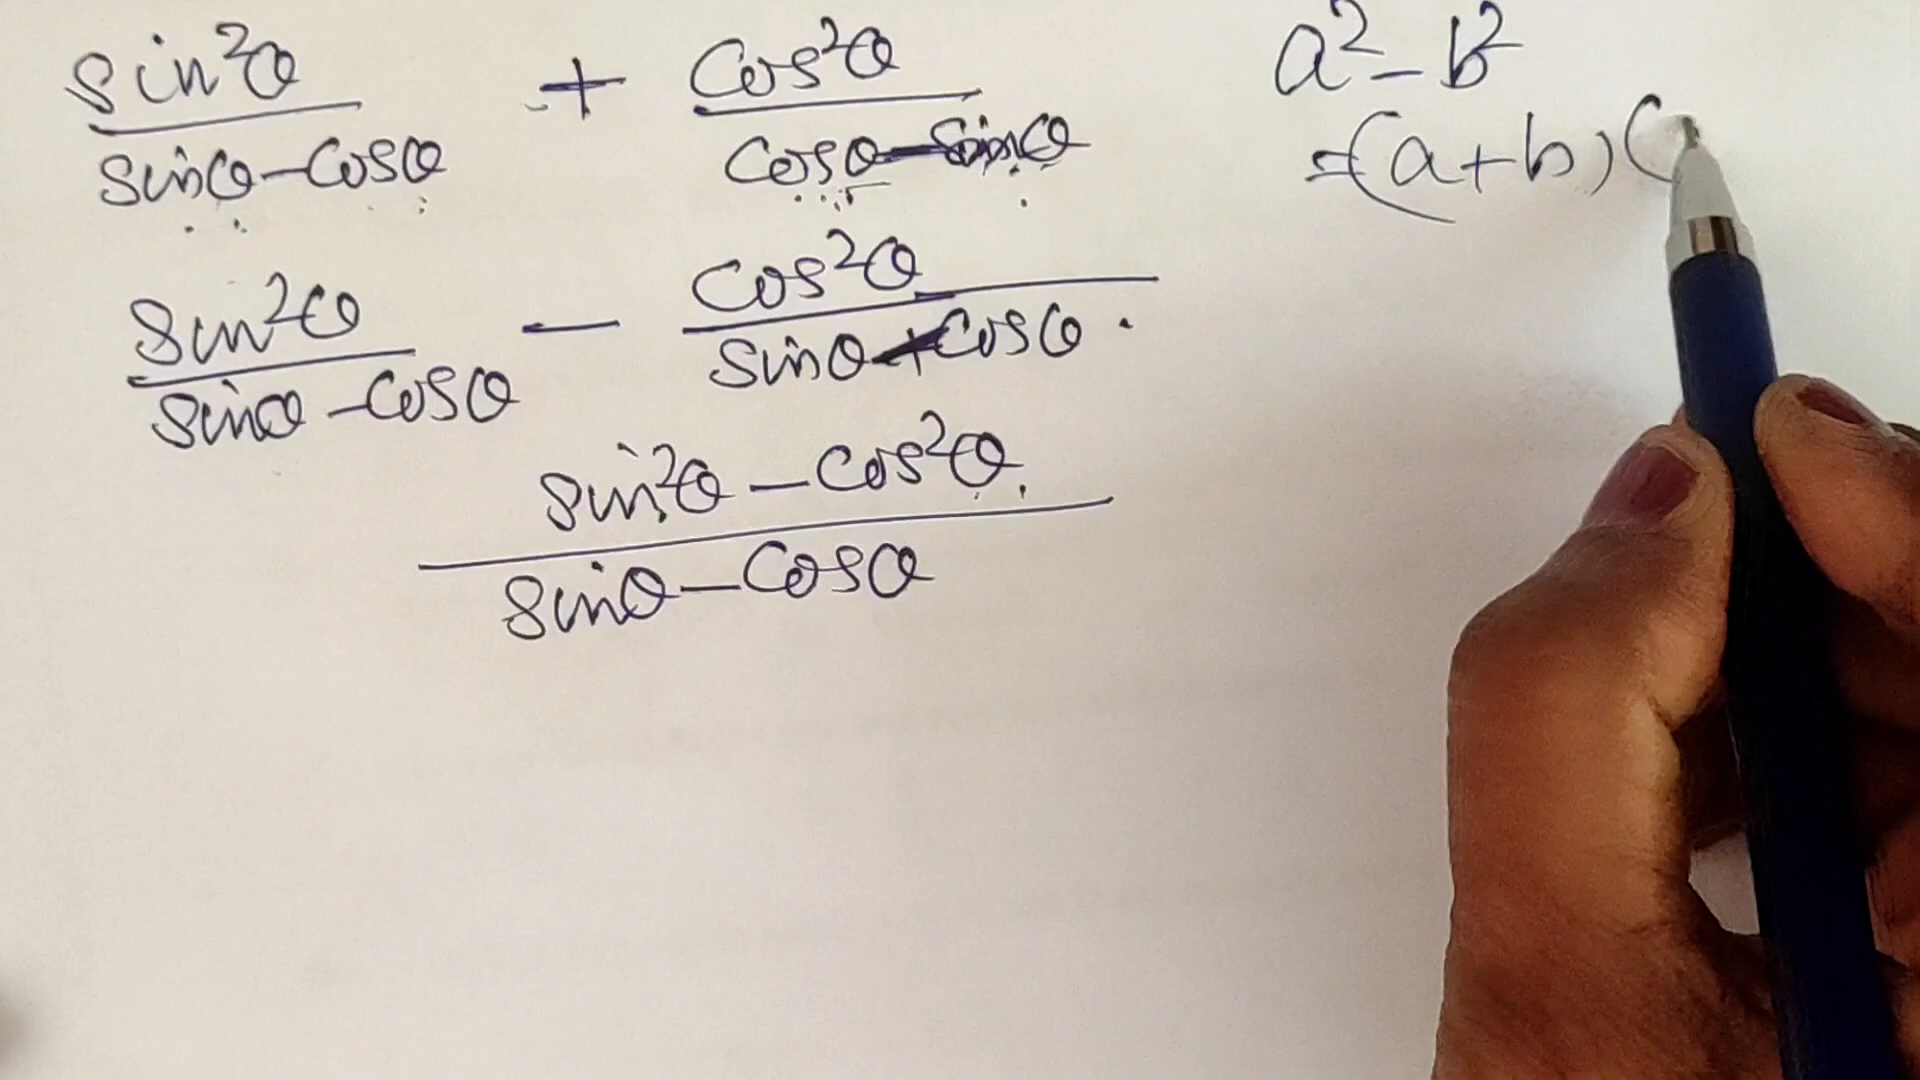 sin²θ / sinθ-cosθ + cos²θ / cosθ-sinθ
sin²θ / sinθ-cosθ - cos²θ / sinθ-cosθ
sin²θ-cos²θ / sinθ-cosθ
a²-b²
=(a+b)(